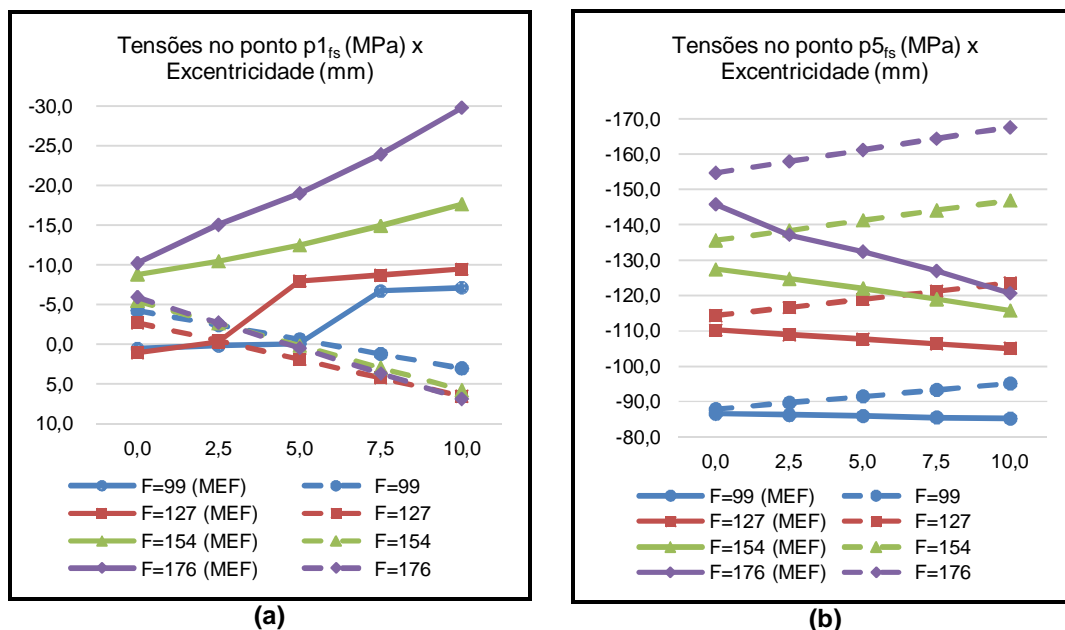 Tensões no ponto p1fs (MPa) x
Excentricidade (mm)
-30,0
-25,0
-20,0
-15,0
-10,0
-5,0
0,0
5,0
10,0
0,0 2,5 5,0 7,5 10,0
F=99 (MEF) F=99
F=127 (MEF) F=127
F=154 (MEF) F=154
F=176 (MEF) F=176
(a)
Tensões no ponto p5fs (MPa) x
Excentricidade (mm)
-170,0
-160,0
-150,0
-140,0
-130,0
-120,0
-110,0
-100,0
-90,0
-80,0
0,0 2,5 5,0 7,5 10,0
F=99 (MEF) F=99
F=127 (MEF) F=127
F=154 (MEF) F=154
F=176 (MEF) F=176
(b)